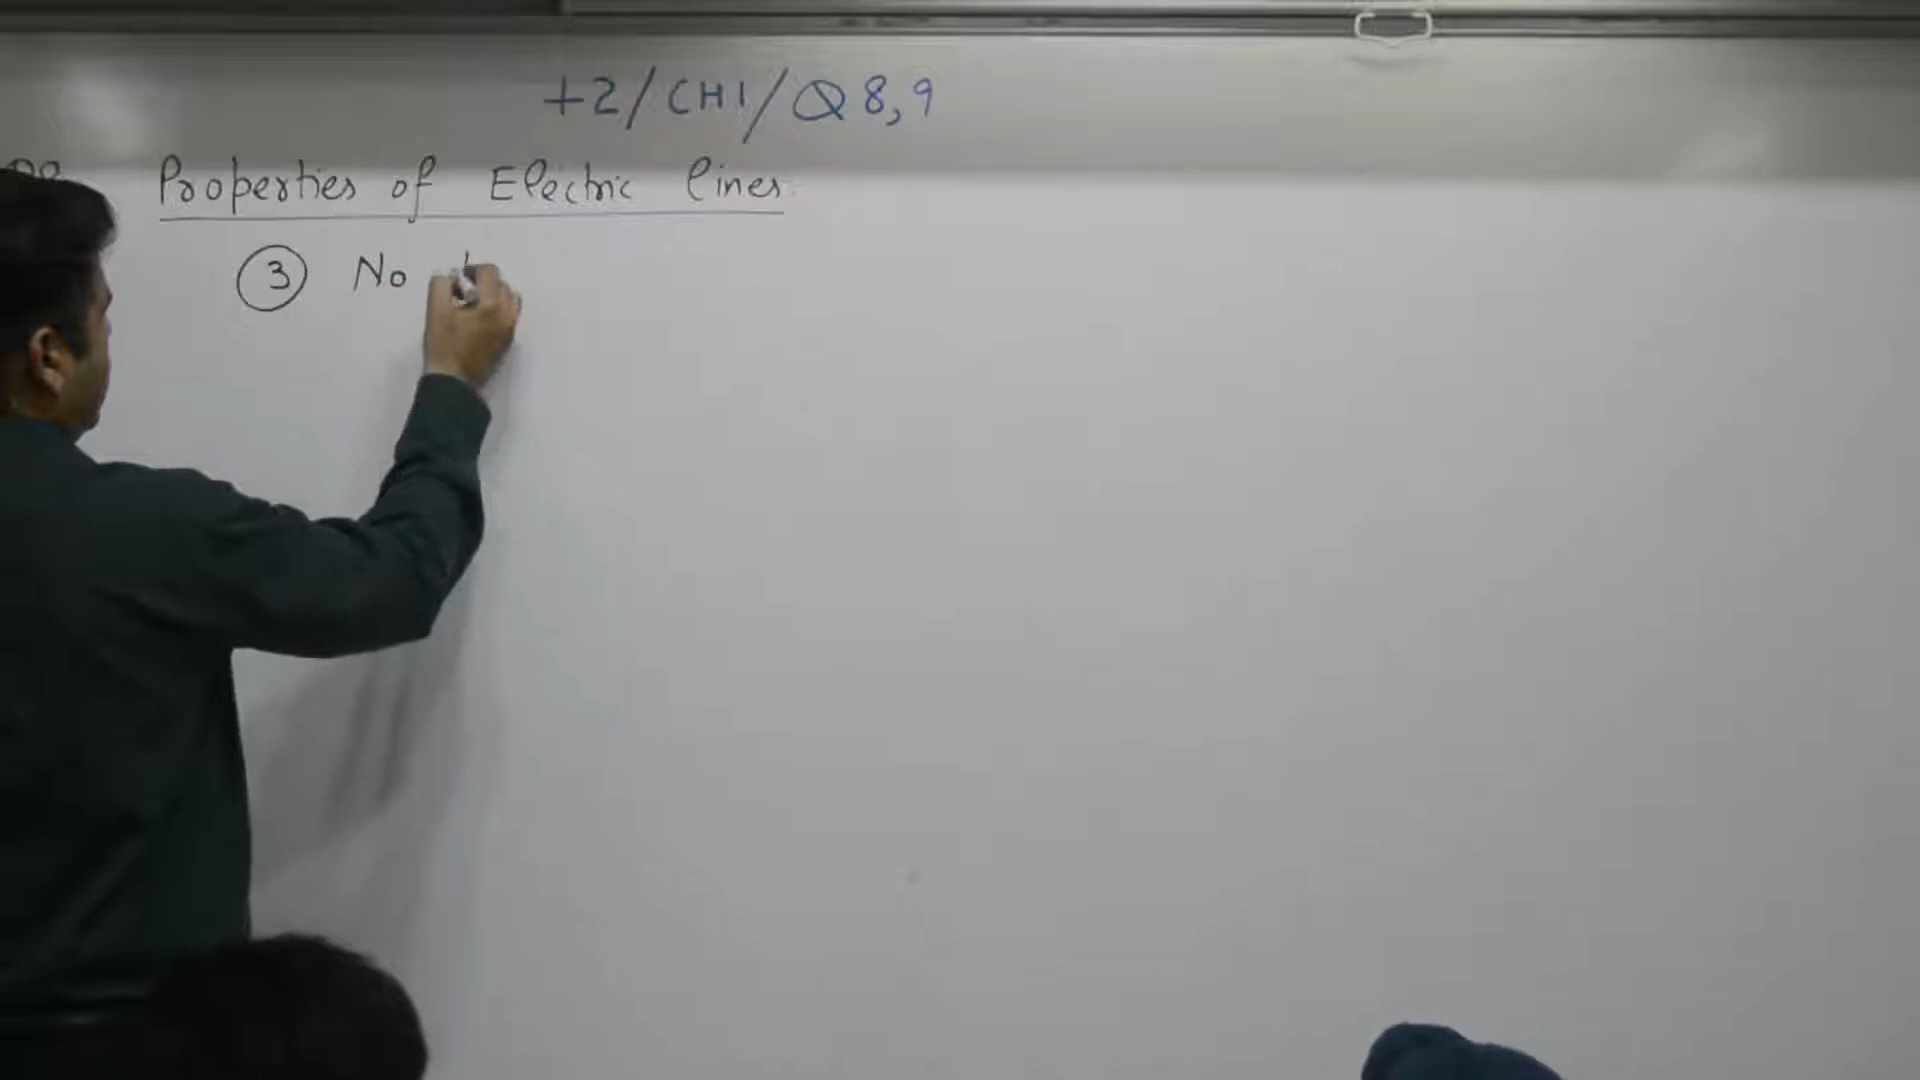 +2/CH1/Q8,9
Properties of Electric lines
3 No